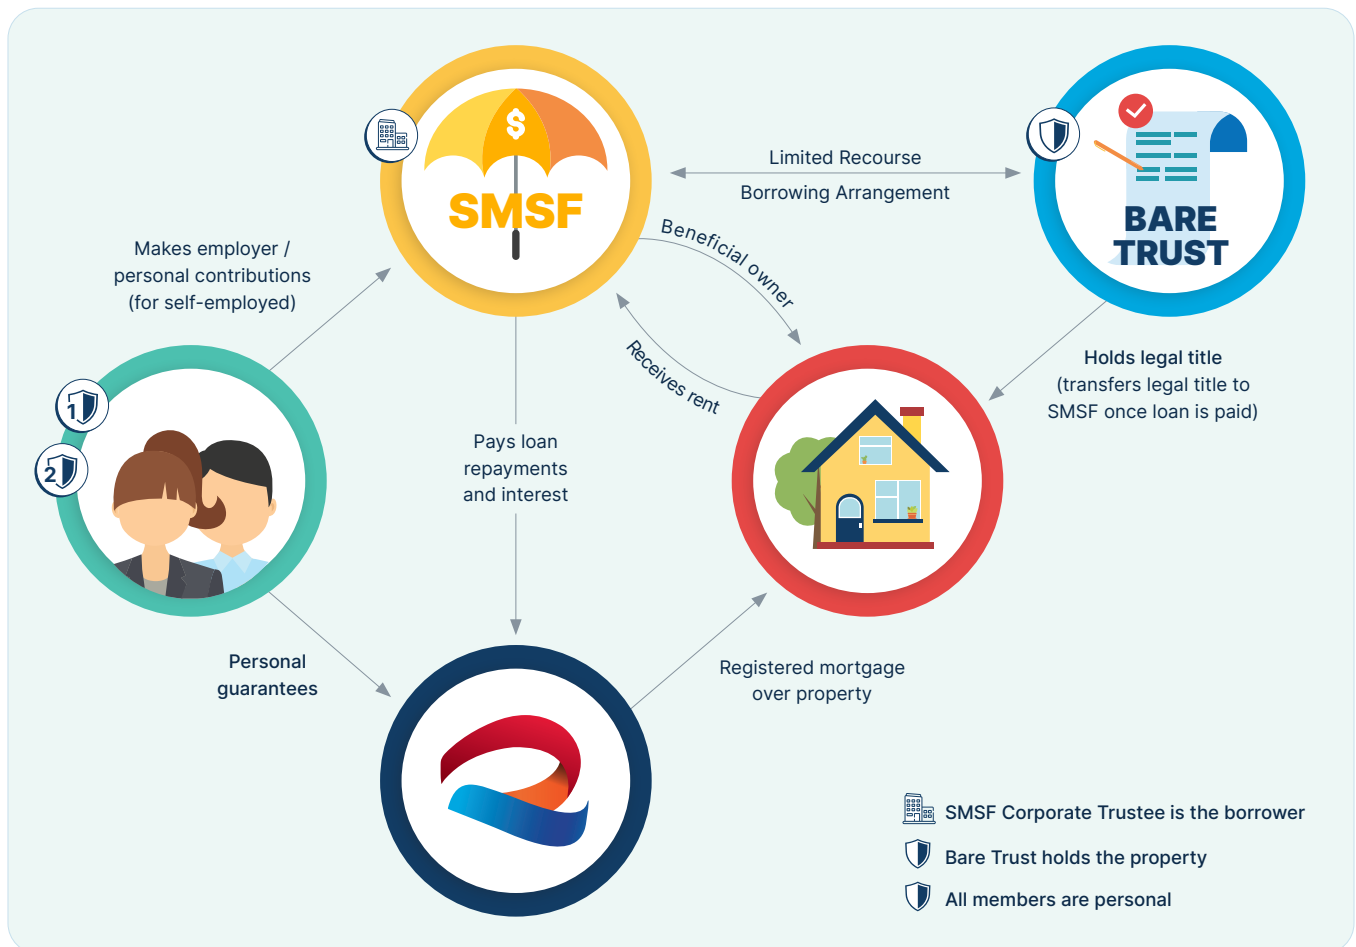 $
SMSF
BARE
TRUST
Limited Recourse
Borrowing Arrangement
Beneficial owner
Receives rent
Makes employer /
personal contributions
(for self-employed)
Holds legal title
(transfers legal title to
SMSF once loan is paid)
1
2
Pays loan
repayments
and interest
Personal
guarantees
Registered mortgage
over property
SMSF Corporate Trustee is the borrower
Bare Trust holds the property
All members are personal